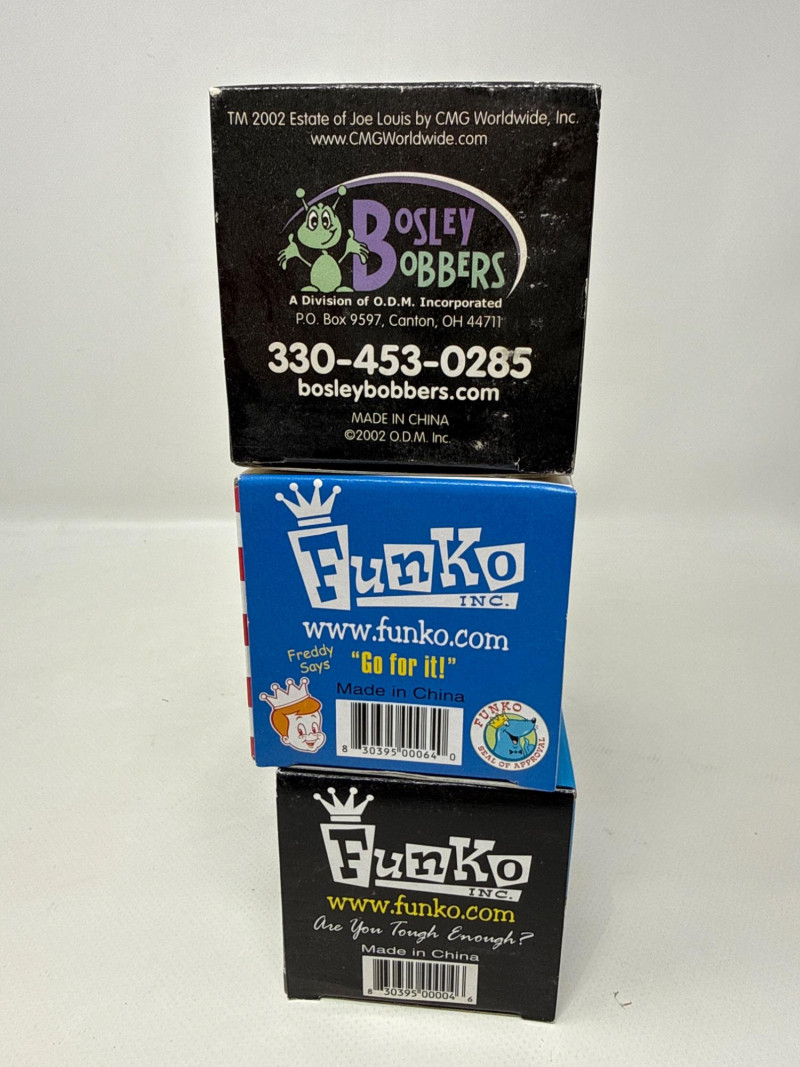 TM 2002 Estate of Joe Louis by CMG Worldwide, Inc.
www.CMGWorldwide.com
BOSLEY
BOBBERS
A Division of O.D.M. Incorporated
P.O. Box 9597, Canton, OH 44711
330-453-0285
bosleybobbers.com
MADE IN CHINA
©2002 O.D.M. Inc.
FunKo
INC.
www.funko.com
Freddy
Says
"Go for it!"
Made in China
8 30395 00064 0
FUNKO
SEAL OF APPROVAL
FunKo
INC.
www.funko.com
Are You Tough Enough?
Made in China
8 30395 00004 6